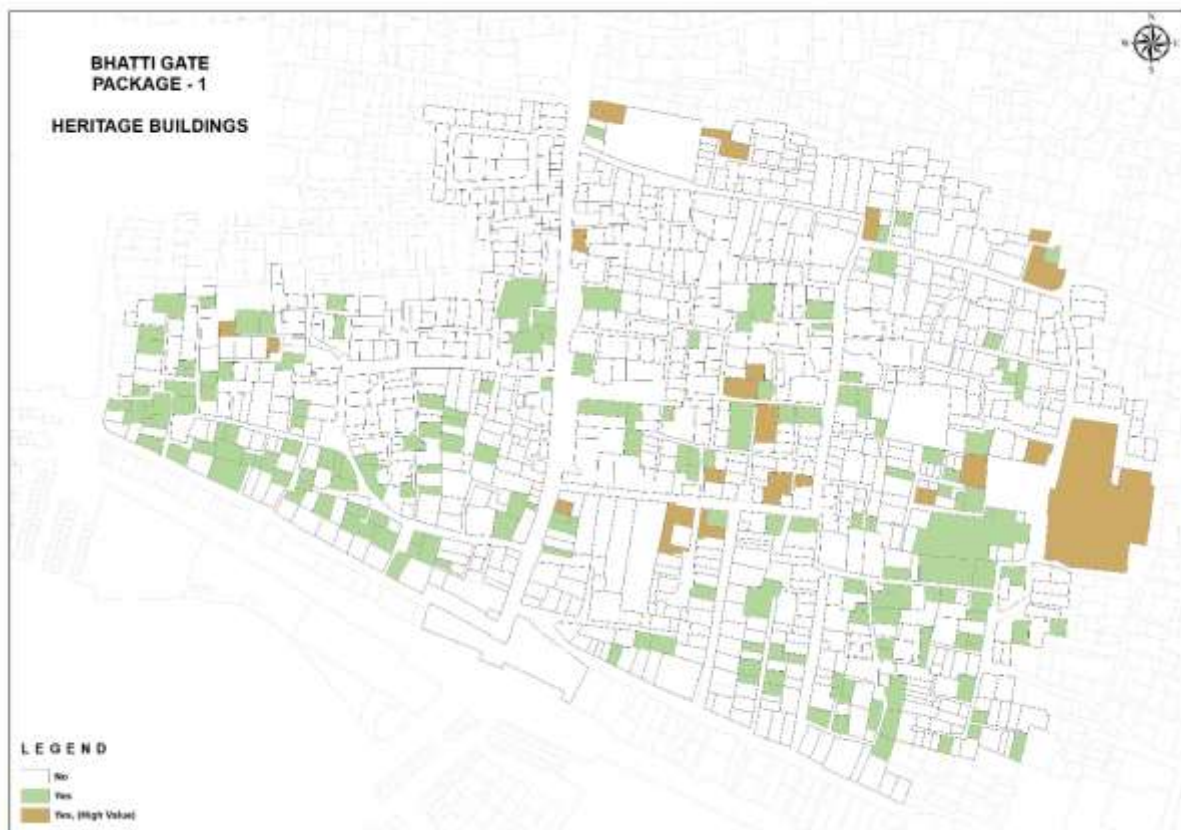 BHATTI GATE
PACKAGE - 1
HERITAGE BUILDINGS
N
S
LEGEND
No
Yes
Yes, (High Value)